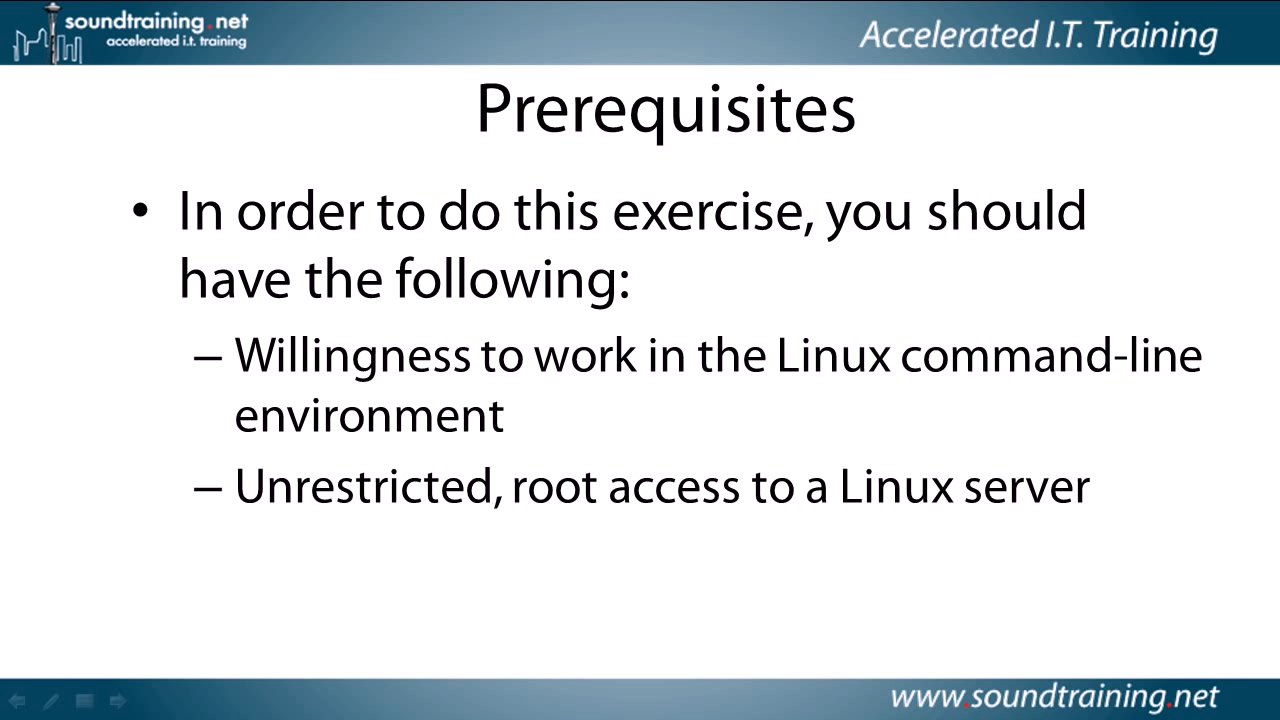 soundtraining.net
accelerated i.t. training
Accelerated I.T. Training
Prerequisites
• In order to do this exercise, you should
have the following:
– Willingness to work in the Linux command-line
environment
– Unrestricted, root access to a Linux server
www.soundtraining.net